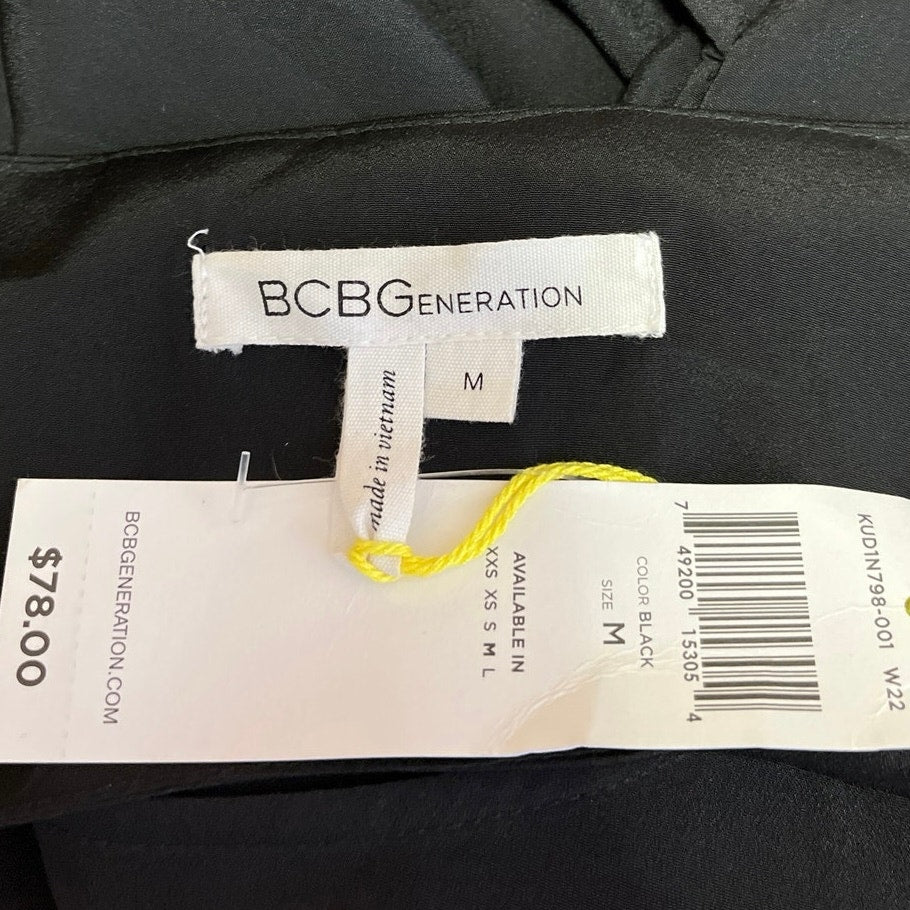 BCBGENERATION
M
made in vietnam
KUD1N798-001 W22
7 49200 15305 4
COLOR BLACK
SIZE M
AVAILABLE IN
XXS XS S M L
BCBGENERATION.COM
$78.00